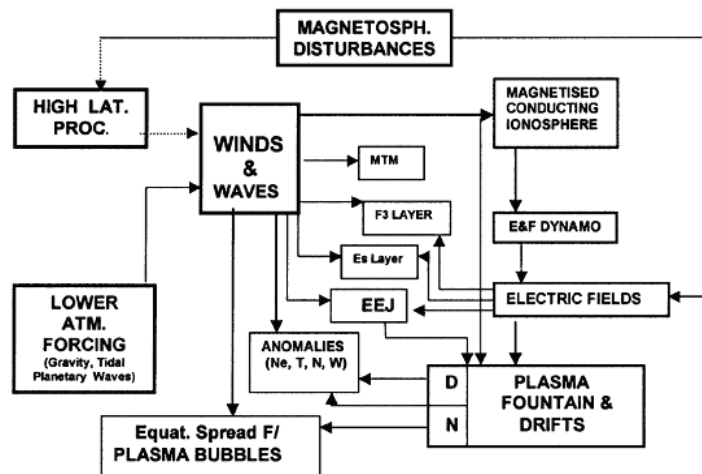 MAGNETOSPH.
DISTURBANCES
HIGH LAT.
PROC.
WINDS
&
WAVES
MAGNETISED
CONDUCTING
IONOSPHERE
MTM
F3 LAYER
E&F DYNAMO
Es Layer
LOWER
ATM.
FORCING
(Gravity, Tidal
Planetary Waves)
EEJ
ELECTRIC FIELDS
ANOMALIES
(Ne, T, N, W)
D
N
PLASMA
FOUNTAIN &
DRIFTS
Equat. Spread F/
PLASMA BUBBLES